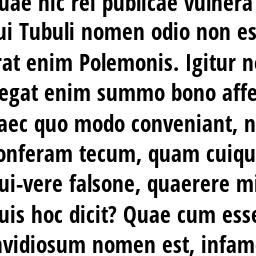 uae hic rei publicae vulnera
ui Tubuli nomen odio non es
rat enim Polemonis. Igitur n
egat enim summo bono affe
aec quo modo conveniant, n
onferam tecum, quam cuiqu
ui-vere falsone, quaerere mi
uis hoc dicit? Quae cum esse
nvidiosum nomen est, infam